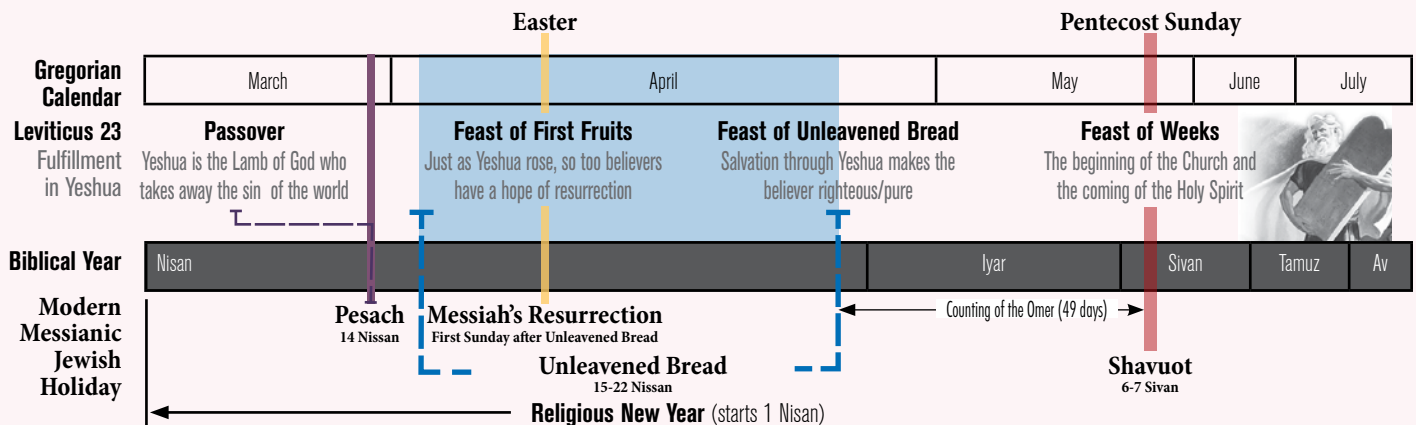 Easter
Pentecost Sunday
Gregorian
Calendar
March
April
May
June
July
Leviticus 23
Fulfillment
in Yeshua
Passover
Yeshua is the Lamb of God who
takes away the sin of the world
Feast of First Fruits
Just as Yeshua rose, so too believers
have a hope of resurrection
Feast of Unleavened Bread
Salvation through Yeshua makes the
believer righteous/pure
Feast of Weeks
The beginning of the Church and
the coming of the Holy Spirit
Biblical Year
Nisan
Iyar
Sivan
Tamuz
Av
Modern
Messianic
Jewish
Holiday
Pesach
14 Nissan
Messiah's Resurrection
First Sunday after Unleavened Bread
Counting of the Omer (49 days)
Unleavened Bread
15-22 Nissan
Shavuot
6-7 Sivan
Religious New Year (starts 1 Nisan)